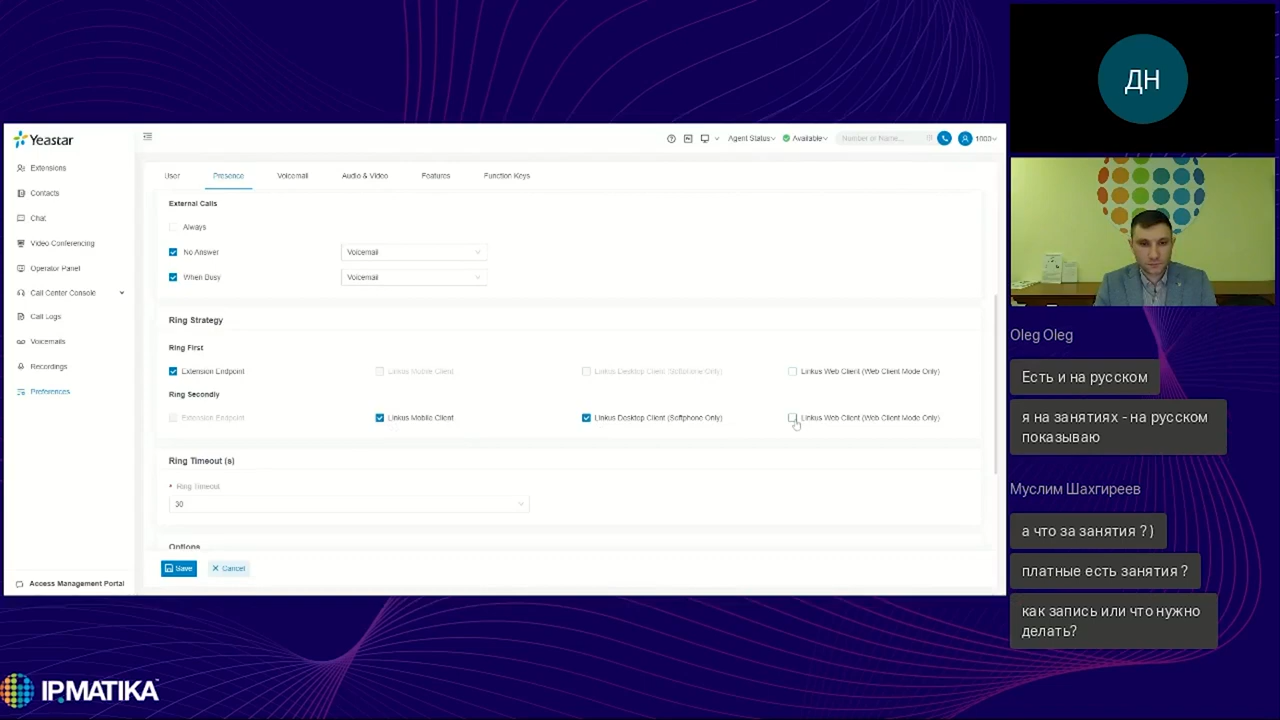 Yeastar
Agent Status
Available
Number or Name...
1000
Extensions
Contacts
Chat
Video Conferencing
Operator Panel
Call Center Console
Call Logs
Voicemails
Recordings
Preferences
Access Management Portal
User
Presence
Voicemail
Audio & Video
Features
Function Keys
External Calls
Always
No Answer
Voicemail
When Busy
Voicemail
Ring Strategy
Ring First
Extension Endpoint
Linkus Mobile Client
Linkus Desktop Client (Softphone Only)
Linkus Web Client (Web Client Mode Only)
Ring Secondly
Extension Endpoint
Linkus Mobile Client
Linkus Desktop Client (Softphone Only)
Linkus Web Client (Web Client Mode Only)
Ring Timeout (s)
* Ring Timeout
30
Options
Save
Cancel
IPMATIKA
ДН
Oleg Oleg
Есть и на русском
я на занятиях - на русском
показываю
Муслим Шахгиреев
а что за занятия ?)
платные есть занятия ?
как запись или что нужно
делать?